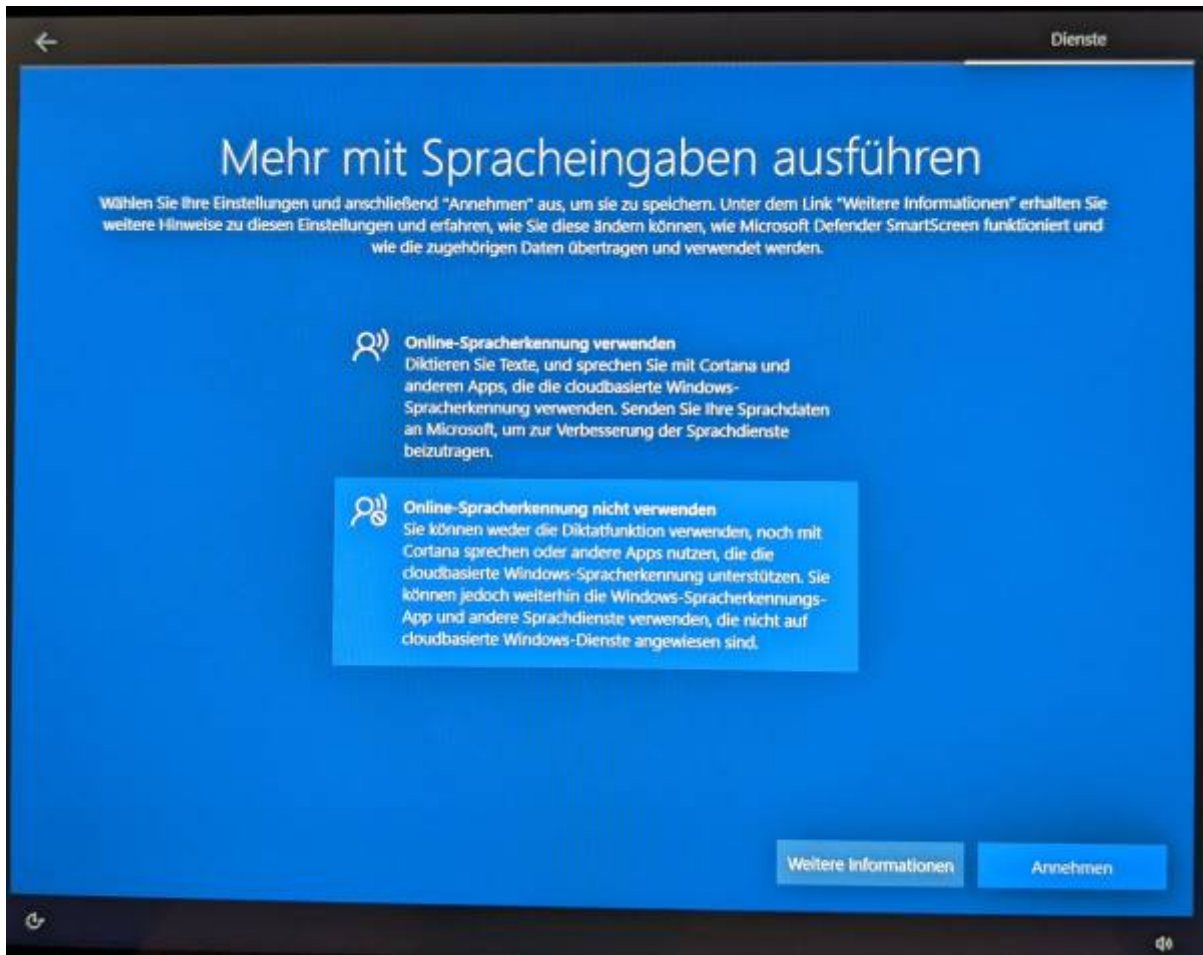 Dienste
Mehr mit Spracheingaben ausführen
Wählen Sie Ihre Einstellungen und anschließend "Annehmen" aus, um sie zu speichern. Unter dem Link "Weitere Informationen" erhalten Sie
weitere Hinweise zu diesen Einstellungen und erfahren, wie Sie diese ändern können, wie Microsoft Defender SmartScreen funktioniert und
wie die zugehörigen Daten übertragen und verwendet werden.
Online-Spracherkennung verwenden
Diktieren Sie Texte, und sprechen Sie mit Cortana und
anderen Apps, die die cloudbasierte Windows-
Spracherkennung verwenden. Senden Sie Ihre Sprachdaten
an Microsoft, um zur Verbesserung der Sprachdienste
beizutragen.
Online-Spracherkennung nicht verwenden
Sie können weder die Diktatfunktion verwenden, noch mit
Cortana sprechen oder andere Apps nutzen, die die
cloudbasierte Windows-Spracherkennung unterstützen. Sie
können jedoch weiterhin die Windows-Spracherkennungs-
App und andere Sprachdienste verwenden, die nicht auf
cloudbasierte Windows-Dienste angewiesen sind.
Weitere Informationen
Annehmen